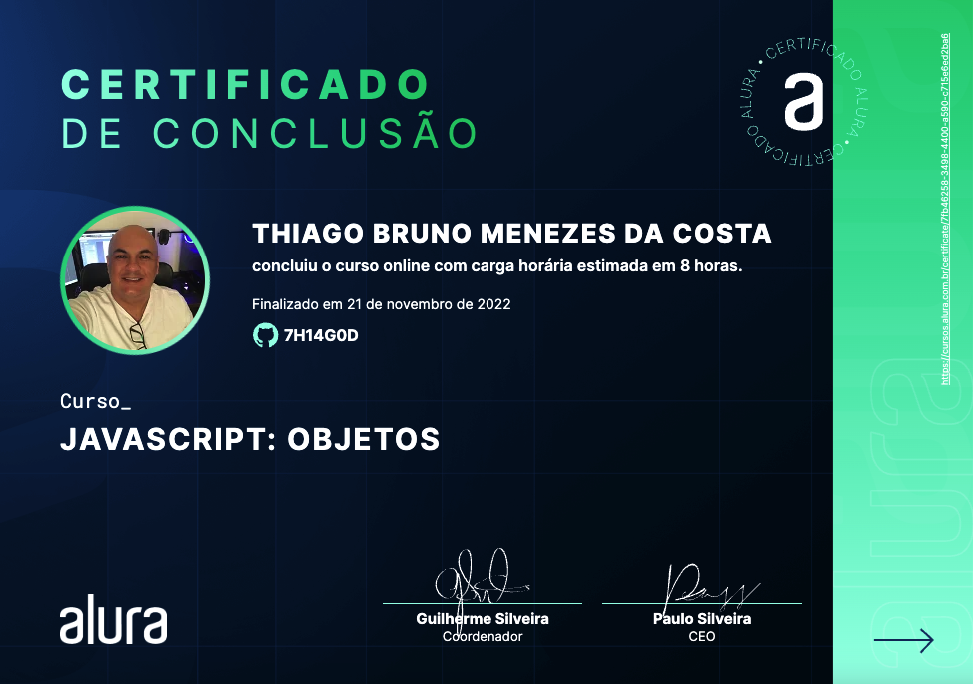 CERTIFICADO
DE CONCLUSÃO
CERTIFICADO ALURA • CERTIFICADO ALURA •
a
THIAGO BRUNO MENEZES DA COSTA
concluiu o curso online com carga horária estimada em 8 horas.
Finalizado em 21 de novembro de 2022
7H14G0D
Curso_
JAVASCRIPT: OBJETOS
alura
Guilherme Silveira
Coordenador
Paulo Silveira
CEO
https://cursos.alura.com.br/certificate/7fb46258-3498-4400-a590-c715e6ed2ba6
alura